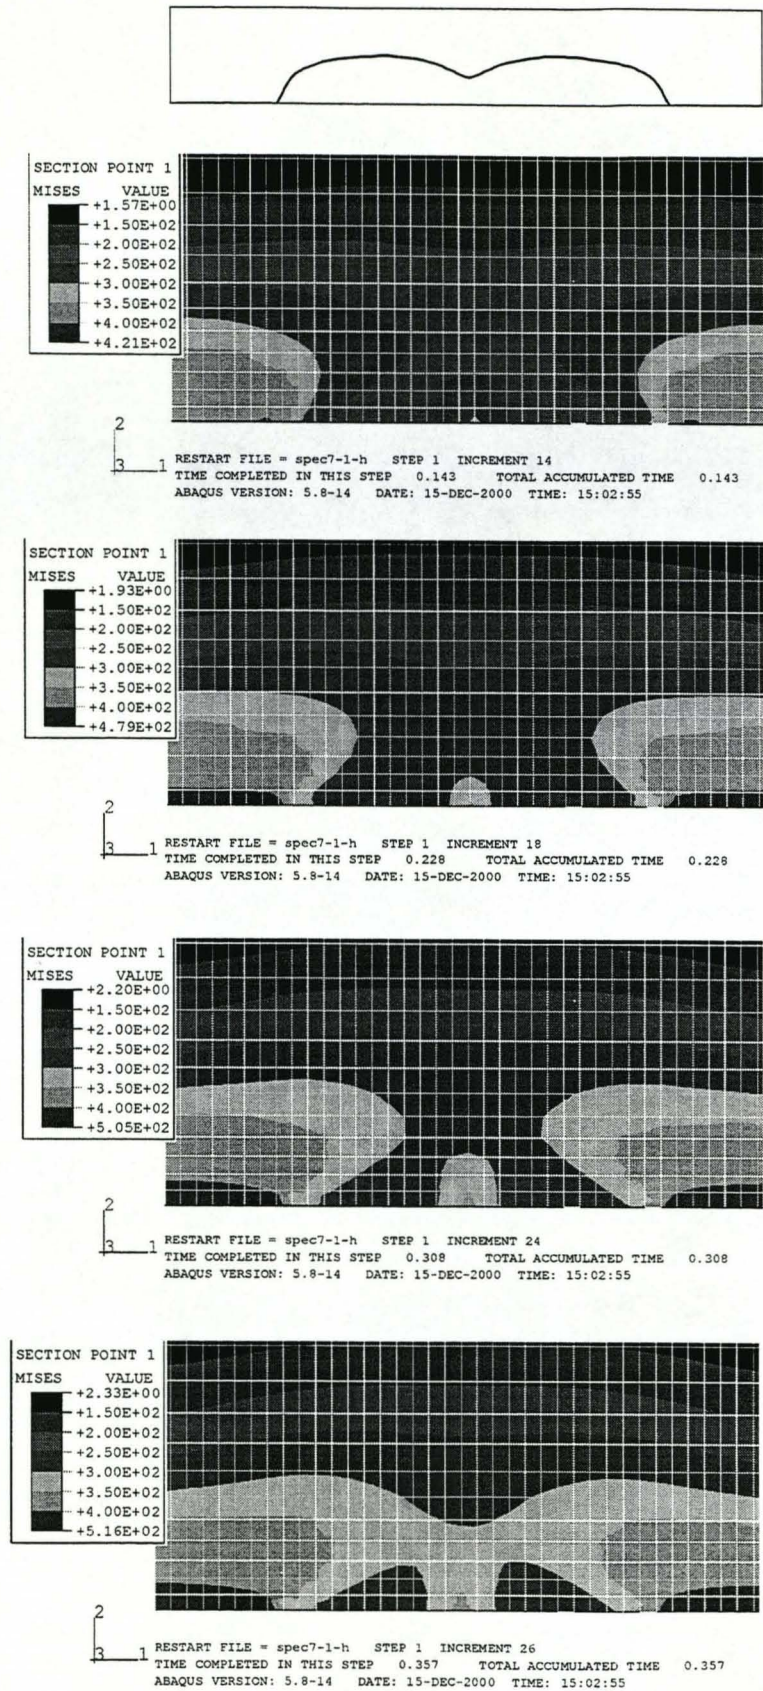 SECTION POINT 1
MISES VALUE
+1.57E+00
+1.50E+02
+2.00E+02
+2.50E+02
+3.00E+02
+3.50E+02
+4.00E+02
+4.21E+02
2
3 1
RESTART FILE = spec7-1-h STEP 1 INCREMENT 14
TIME COMPLETED IN THIS STEP 0.143 TOTAL ACCUMULATED TIME 0.143
ABAQUS VERSION: 5.8-14 DATE: 15-DEC-2000 TIME: 15:02:55
SECTION POINT 1
MISES VALUE
+1.93E+00
+1.50E+02
+2.00E+02
+2.50E+02
+3.00E+02
+3.50E+02
+4.00E+02
+4.79E+02
2
3 1
RESTART FILE = spec7-1-h STEP 1 INCREMENT 18
TIME COMPLETED IN THIS STEP 0.228 TOTAL ACCUMULATED TIME 0.228
ABAQUS VERSION: 5.8-14 DATE: 15-DEC-2000 TIME: 15:02:55
SECTION POINT 1
MISES VALUE
+2.20E+00
+1.50E+02
+2.00E+02
+2.50E+02
+3.00E+02
+3.50E+02
+4.00E+02
+5.05E+02
2
3 1
RESTART FILE = spec7-1-h STEP 1 INCREMENT 24
TIME COMPLETED IN THIS STEP 0.308 TOTAL ACCUMULATED TIME 0.308
ABAQUS VERSION: 5.8-14 DATE: 15-DEC-2000 TIME: 15:02:55
SECTION POINT 1
MISES VALUE
+2.33E+00
+1.50E+02
+2.00E+02
+2.50E+02
+3.00E+02
+3.50E+02
+4.00E+02
+5.16E+02
2
3 1
RESTART FILE = spec7-1-h STEP 1 INCREMENT 26
TIME COMPLETED IN THIS STEP 0.357 TOTAL ACCUMULATED TIME 0.357
ABAQUS VERSION: 5.8-14 DATE: 15-DEC-2000 TIME: 15:02:55